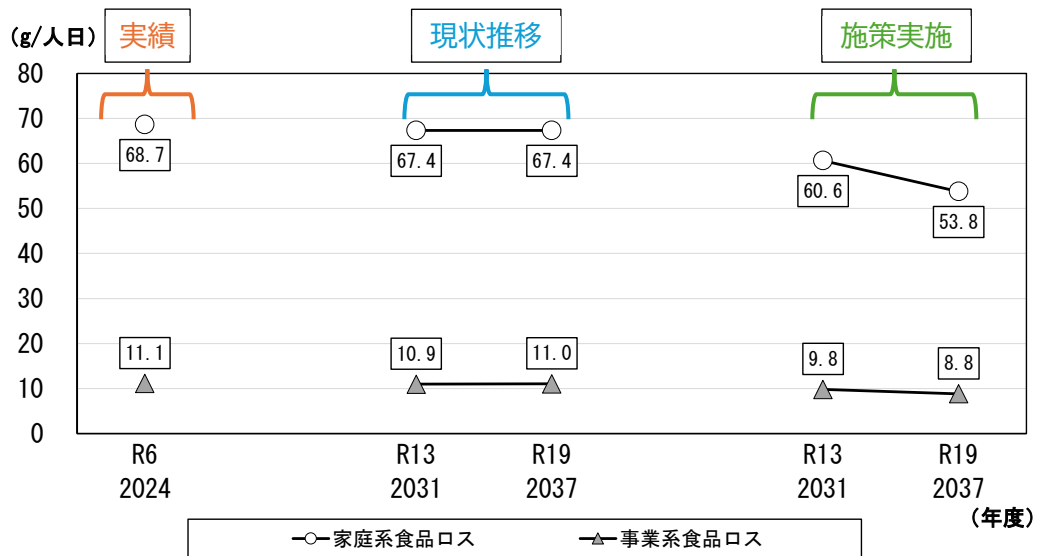 (g/人日)
実績
現状推移
施策実施
80
70
60
50
40
30
20
10
0
68.7
67.4
67.4
60.6
53.8
11.1
10.9
11.0
9.8
8.8
R6
R13
R19
R13
R19
2024
2031
2037
2031
2037
(年度)
家庭系食品ロス
事業系食品ロス